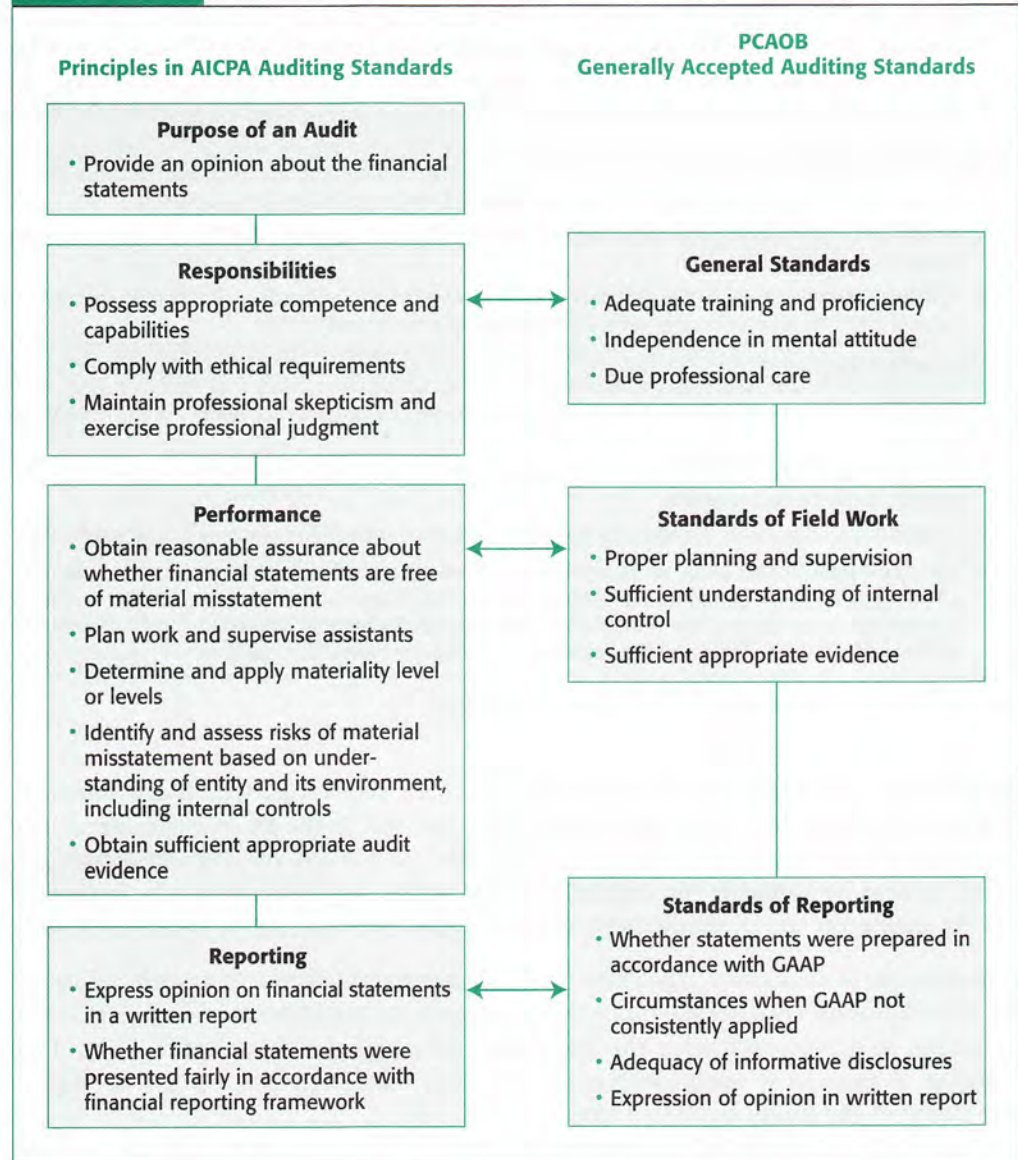 Principles in AICPA Auditing Standards
PCAOB
Generally Accepted Auditing Standards
Purpose of an Audit
• Provide an opinion about the financial
statements
Responsibilities
• Possess appropriate competence and
capabilities
• Comply with ethical requirements
• Maintain professional skepticism and
exercise professional judgment
General Standards
• Adequate training and proficiency
• Independence in mental attitude
• Due professional care
Performance
• Obtain reasonable assurance about
whether financial statements are free
of material misstatement
• Plan work and supervise assistants
• Determine and apply materiality level
or levels
• Identify and assess risks of material
misstatement based on under-
standing of entity and its environment,
including internal controls
• Obtain sufficient appropriate audit
evidence
Standards of Field Work
• Proper planning and supervision
• Sufficient understanding of internal
control
• Sufficient appropriate evidence
Reporting
• Express opinion on financial statements
in a written report
• Whether financial statements were
presented fairly in accordance with
financial reporting framework
Standards of Reporting
• Whether statements were prepared in
accordance with GAAP
• Circumstances when GAAP not
consistently applied
• Adequacy of informative disclosures
• Expression of opinion in written report